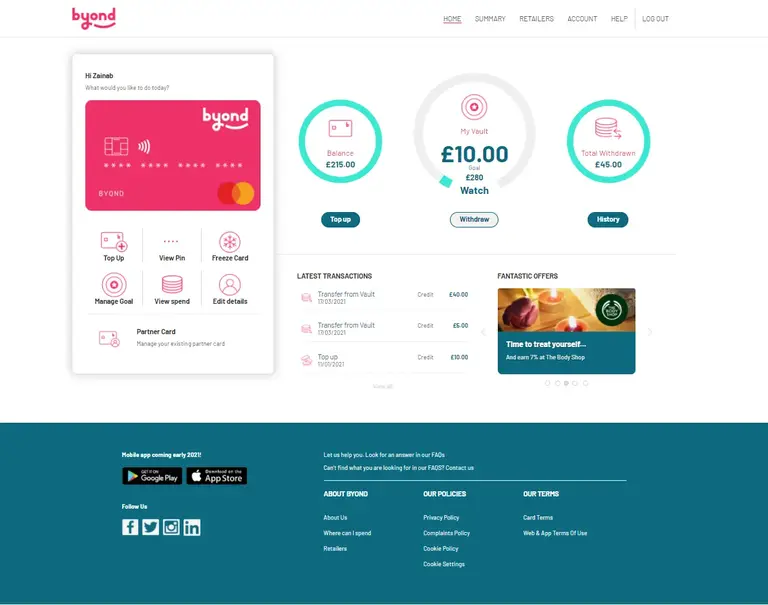 byond
HOME SUMMARY RETAILERS ACCOUNT HELP LOG OUT
Hi Zainab
What would you like to do today?
byond
BYOND
Top Up View Pin Freeze Card
Manage Goal View spend Edit details
Partner Card
Manage your existing partner card
Balance
£215.00
Top up
My Vault
£10.00
Goal
£280
Watch
Withdraw
Total Withdrawn
£45.00
History
LATEST TRANSACTIONS
Transfer from Vault Credit £40.00
17/03/2021
Transfer from Vault Credit £5.00
17/03/2021
Top up Credit £10.00
11/01/2021
View all
FANTASTIC OFFERS
THE BODY SHOP
Time to treat yourself...
And earn 7% at The Body Shop
Mobile app coming early 2021!
GET IT ON
Google Play
Download on the
App Store
Follow Us
Let us help you. Look for an answer in our FAQs
Can't find what you are looking for in our FAQS? Contact us
ABOUT BYOND OUR POLICIES OUR TERMS
About Us Privacy Policy Card Terms
Where can I spend Complaints Policy Web & App Terms Of Use
Retailers Cookie Policy
Cookie Settings